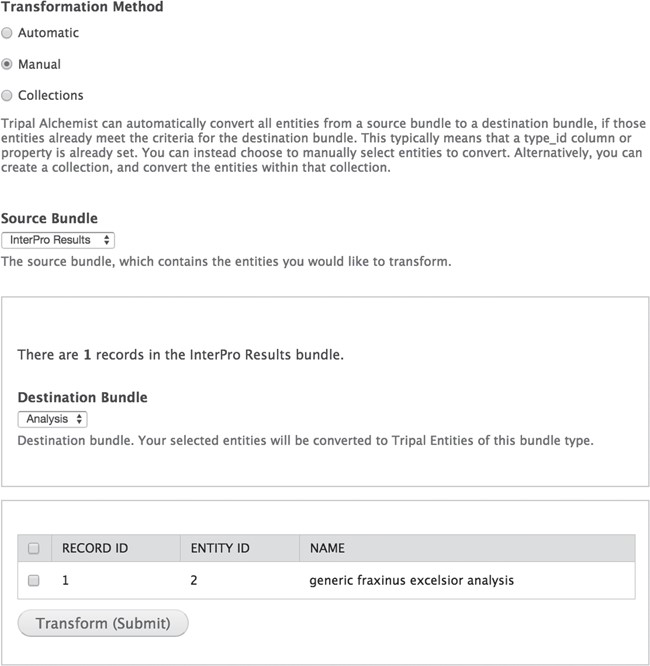 Transformation Method
Automatic
Manual
Collections
Tripal Alchemist can automatically convert all entities from a source bundle to a destination bundle, if those
entities already meet the criteria for the destination bundle. This typically means that a type_id column or
property is already set. You can instead choose to manually select entities to convert. Alternatively, you can
create a collection, and convert the entities within that collection.
Source Bundle
InterPro Results
The source bundle, which contains the entities you would like to transform.
There are 1 records in the InterPro Results bundle.
Destination Bundle
Analysis
Destination bundle. Your selected entities will be converted to Tripal Entities of this bundle type.
RECORD ID ENTITY ID NAME
1 2 generic fraxinus excelsior analysis
Transform (Submit)